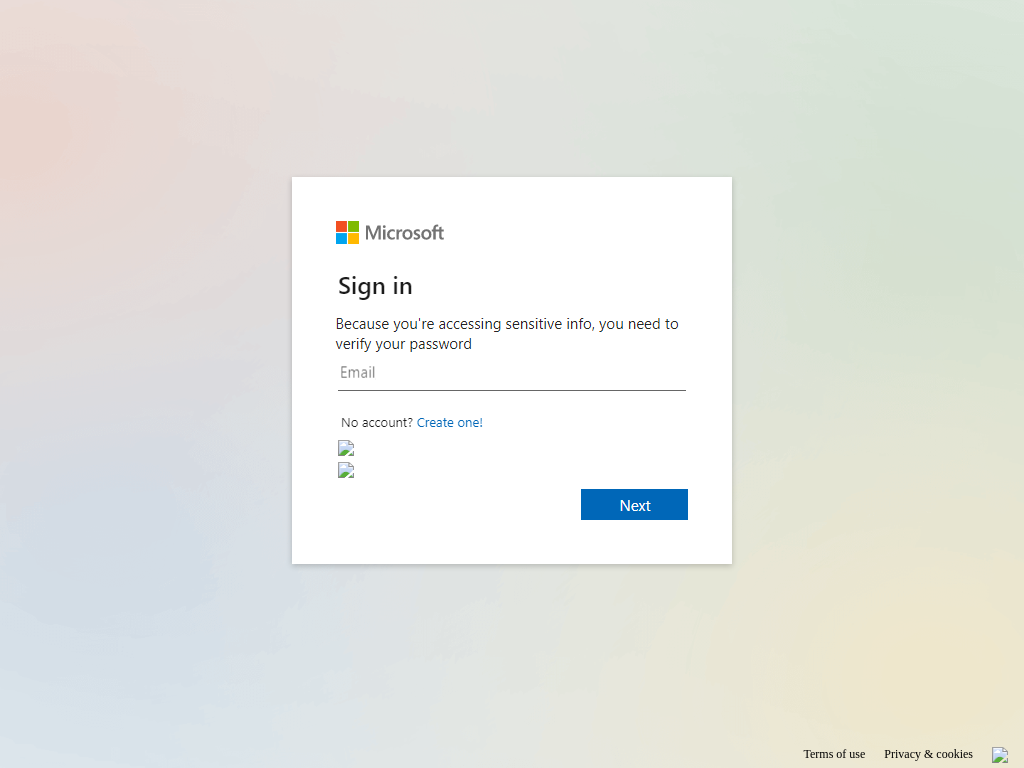 Microsoft
Sign in
Because you're accessing sensitive info, you need to
verify your password
Email
No account? Create one!
Next
Terms of use Privacy & cookies